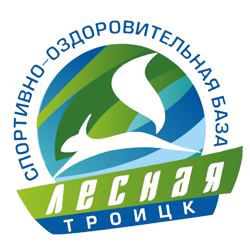 СПОРТИВНО-ОЗДОРОВИТЕЛЬНАЯ БАЗА
ЛЕСНАЯ
ТРОИЦК